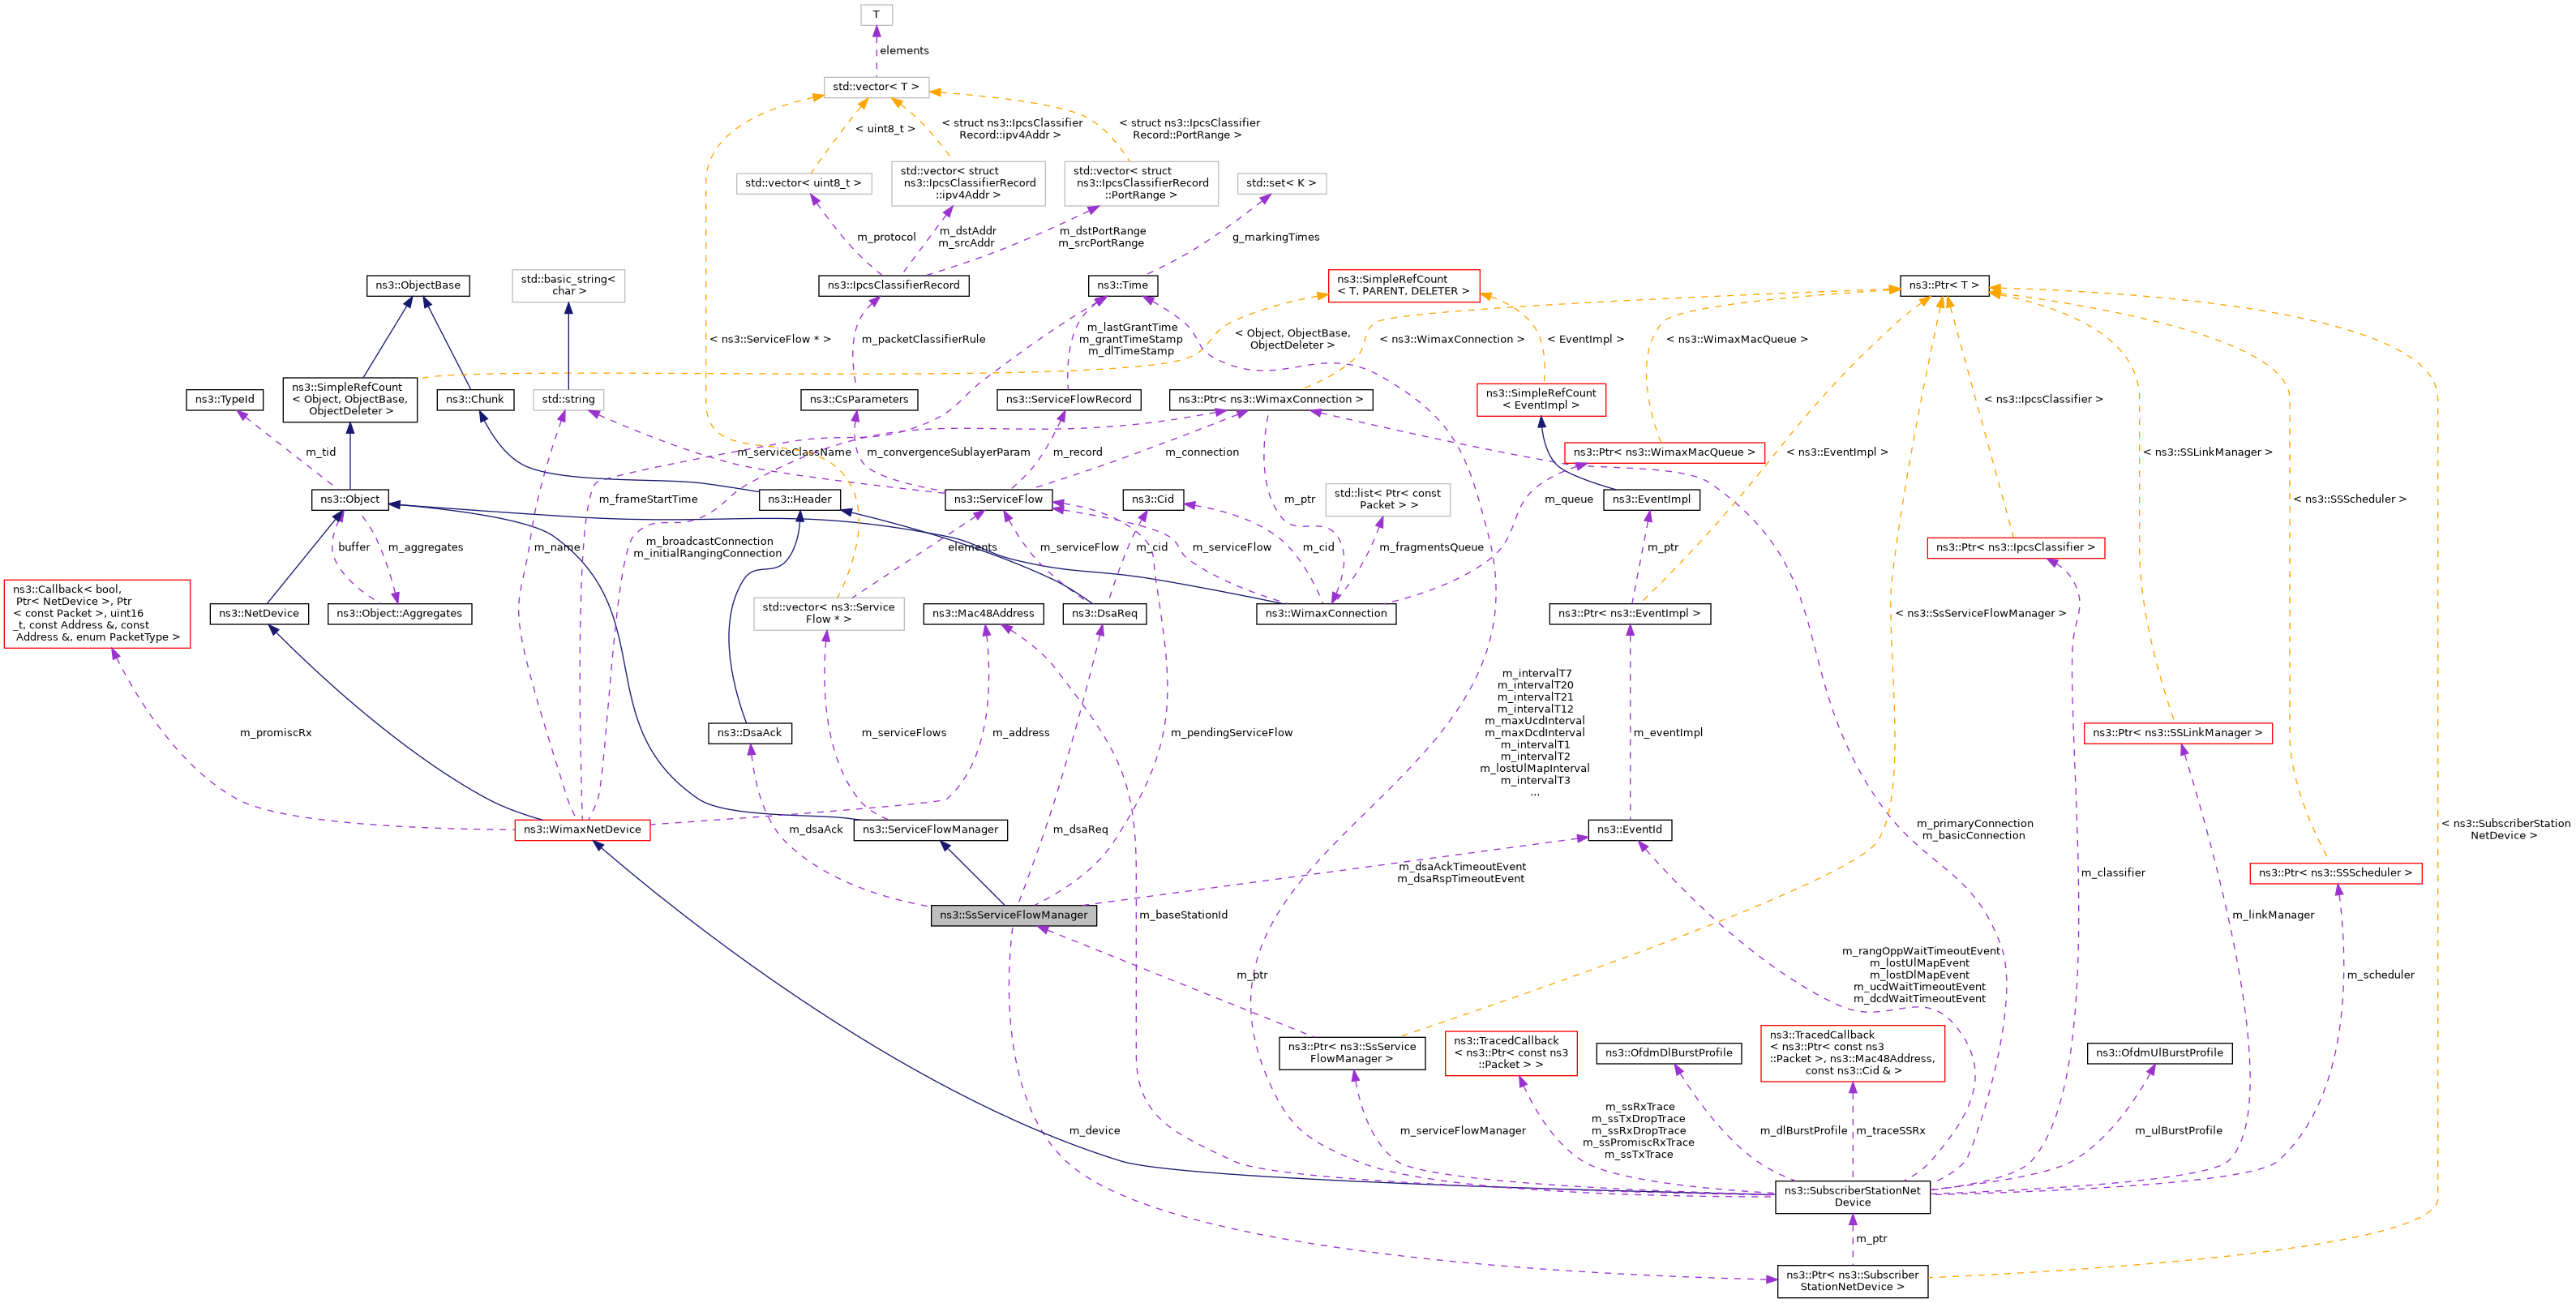 T
elements
std::vector< T >
< uint8_t >
< struct ns3::IpcsClassifier
Record::ipv4Addr >
< struct ns3::IpcsClassifier
Record::PortRange >
std::vector< uint8_t >
std::vector< struct
ns3::IpcsClassifierRecord
::ipv4Addr >
std::vector< struct
ns3::IpcsClassifierRecord
::PortRange >
std::set< K >
m_protocol
m_dstAddr
m_srcAddr
m_dstPortRange
m_srcPortRange
g_markingTimes
ns3::ObjectBase
std::basic_string<
char >
ns3::IpcsClassifierRecord
ns3::Time
ns3::SimpleRefCount
< T, PARENT, DELETER >
ns3::Ptr< T >
< ns3::ServiceFlow * >
m_packetClassifierRule
m_lastGrantTime
m_grantTimeStamp
m_dlTimeStamp
< Object, ObjectBase,
ObjectDeleter >
< ns3::WimaxConnection >
< EventImpl >
< ns3::WimaxMacQueue >
ns3::TypeId
ns3::SimpleRefCount
< Object, ObjectBase,
ObjectDeleter >
ns3::Chunk
std::string
ns3::CsParameters
ns3::ServiceFlowRecord
ns3::Ptr< ns3::WimaxConnection >
ns3::SimpleRefCount
< EventImpl >
< ns3::IpcsClassifier >
m_tid
m_serviceClassName
m_convergenceSublayerParam
m_record
m_connection
ns3::Ptr< ns3::WimaxMacQueue >
< ns3::EventImpl >
< ns3::SSLinkManager >
ns3::Object
m_frameStartTime
ns3::Header
ns3::ServiceFlow
ns3::Cid
m_ptr
std::list< Ptr< const
Packet > >
m_queue
ns3::EventImpl
< ns3::SSScheduler >
buffer
m_aggregates
m_name
m_broadcastConnection
m_initialRangingConnection
elements
m_serviceFlow
m_cid
m_serviceFlow
m_cid
m_fragmentsQueue
m_ptr
ns3::Ptr< ns3::IpcsClassifier >
ns3::Callback< bool,
Ptr< NetDevice >, Ptr
< const Packet >, uint16
_t, const Address &, const
Address &, enum PacketType >
ns3::NetDevice
ns3::Object::Aggregates
std::vector< ns3::Service
Flow * >
ns3::Mac48Address
ns3::DsaReq
ns3::WimaxConnection
ns3::Ptr< ns3::EventImpl >
< ns3::SsServiceFlowManager >
m_promiscRx
ns3::DsaAck
m_serviceFlows
m_address
m_pendingServiceFlow
m_intervalT7
m_intervalT20
m_intervalT21
m_intervalT12
m_maxUcdInterval
m_maxDcdInterval
m_intervalT1
m_intervalT2
m_lostUlMapInterval
m_intervalT3
...
m_eventImpl
ns3::Ptr< ns3::SSLinkManager >
ns3::WimaxNetDevice
m_dsaAck
ns3::ServiceFlowManager
m_dsaReq
ns3::EventId
m_primaryConnection
m_basicConnection
< ns3::SubscriberStation
NetDevice >
m_dsaAckTimeoutEvent
m_dsaRspTimeoutEvent
m_classifier
ns3::Ptr< ns3::SSScheduler >
ns3::SsServiceFlowManager
m_baseStationId
m_linkManager
m_ptr
m_rangOppWaitTimeoutEvent
m_lostUlMapEvent
m_lostDlMapEvent
m_ucdWaitTimeoutEvent
m_dcdWaitTimeoutEvent
m_scheduler
ns3::Ptr< ns3::SsService
FlowManager >
ns3::TracedCallback
< ns3::Ptr< const ns3
::Packet > >
ns3::OfdmDlBurstProfile
ns3::TracedCallback
< ns3::Ptr< const ns3
::Packet >, ns3::Mac48Address,
const ns3::Cid & >
ns3::OfdmUlBurstProfile
m_device
m_serviceFlowManager
m_ssRxTrace
m_ssTxDropTrace
m_ssRxDropTrace
m_ssPromiscRxTrace
m_ssTxTrace
m_dlBurstProfile
m_traceSSRx
m_ulBurstProfile
ns3::SubscriberStationNet
Device
m_ptr
ns3::Ptr< ns3::Subscriber
StationNetDevice >